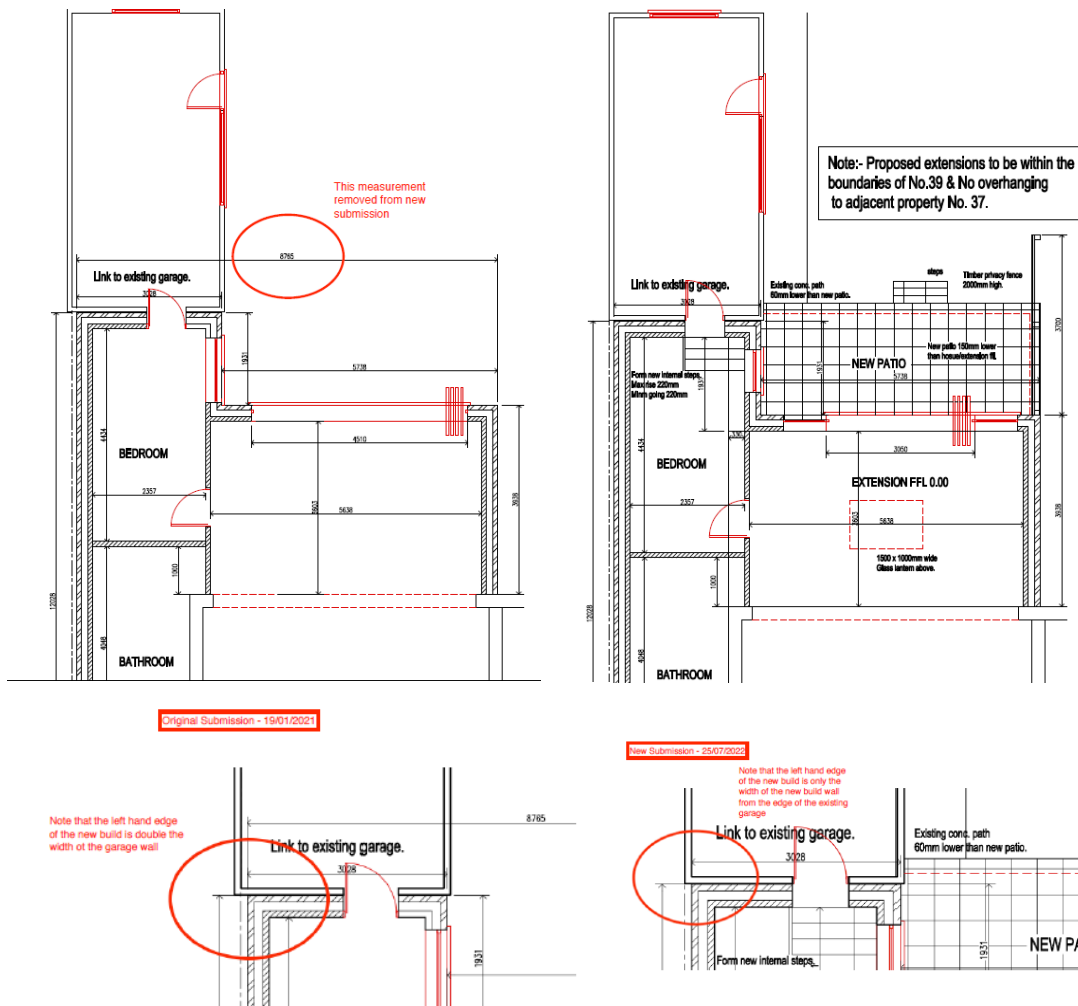 This measurement
removed from new
submission
8765
Link to existing garage.
3028
1931
5738
4510
4434
BEDROOM
2357
3603
5638
3938
1000
12028
4048
BATHROOM
Note:- Proposed extensions to be within the
boundaries of No.39 & No overhanging
to adjacent property No. 37.
Link to existing garage.
3028
Existing conc. path
60mm lower than new patio.
steps
Timber privacy fence
2000mm high.
3700
New patio 150mm lower
than hosue/extension ffl.
NEW PATIO
1931
5738
Form new internal steps.
Max rise 220mm
Minm going 220mm
1931
330
4434
3050
BEDROOM
EXTENSION FFL 0.00
2357
3603
5638
3938
1500 x 1000mm wide
Glass lantern above.
1000
12028
4048
BATHROOM
Original Submission - 19/01/2021
Note that the left hand edge
of the new build is double the
width ot the garage wall
8765
Link to existing garage.
3028
1931
New Submission - 25/07/2022
Note that the left hand edge
of the new build is only the
width of the new build wall
from the edge of the existing
garage
Link to existing garage.
3028
Existing conc. path
60mm lower than new patio.
1931
NEW PA
Form new internal steps.